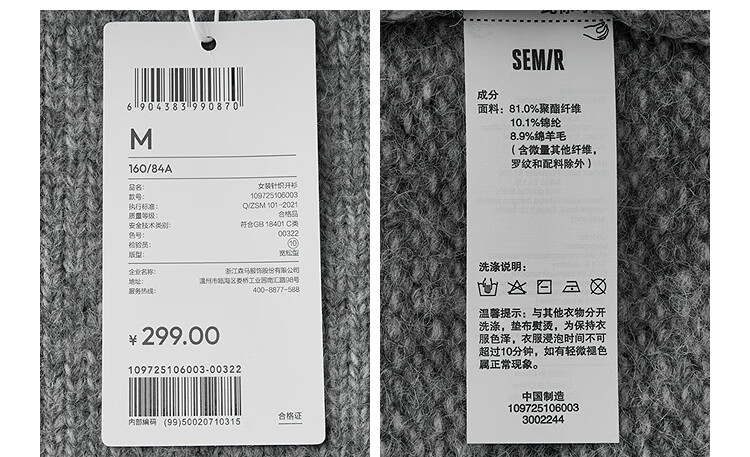 6 904383 990870
M
160/84A
品名: 女装针织开衫
款号: 109725106003
执行标准: Q/ZSM 101-2021
质量等级: 合格品
安全技术类别: 符合GB 18401 C类
色号: 00322
检验员: 10
版型: 宽松型
企业名称: 浙江森马服饰股份有限公司
地址: 温州市瓯海区娄桥工业园南汇路98号
服务热线: 400-8877-588
¥ 299.00
109725106003-00322
内部编码 (99)50020710315
合格证
SEMIR
成分
面料: 81.0%聚酯纤维
10.1%锦纶
8.9%绵羊毛
(含微量其他纤维,
罗纹和配料除外)
洗涤说明:
温馨提示: 与其他衣物分开
洗涤, 垫布熨烫, 为保持衣
服色泽, 衣服浸泡时间不可
超过10分钟, 如有轻微褪色
属正常现象。
中国制造
109725106003
3002244